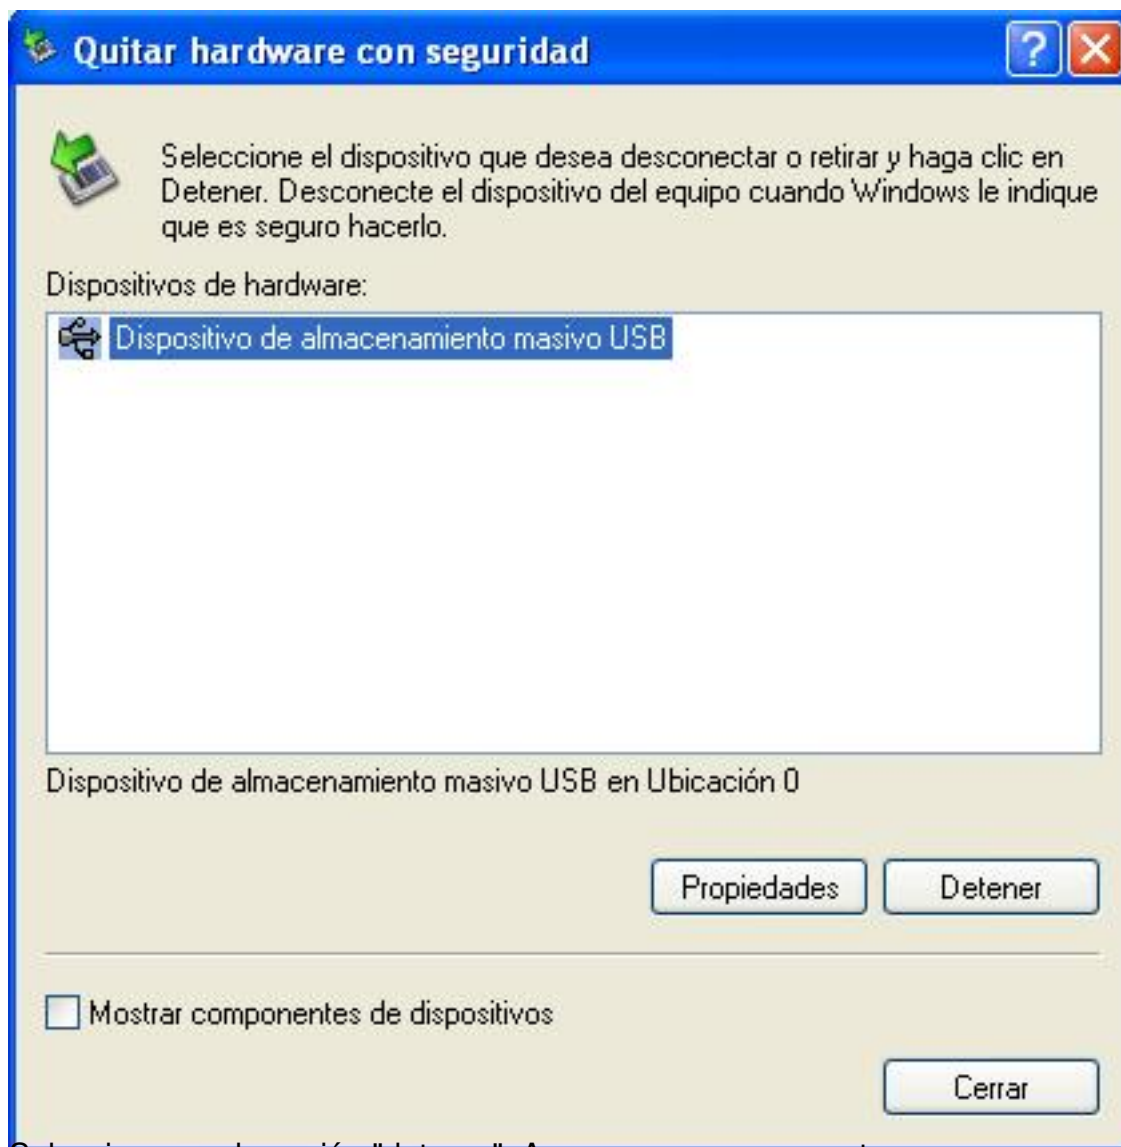 Quitar hardware con seguridad
Seleccione el dispositivo que desea desconectar o retirar y haga clic en
Detener. Desconecte el dispositivo del equipo cuando Windows le indique
que es seguro hacerlo.
Dispositivos de hardware:
Dispositivo de almacenamiento masivo USB
Dispositivo de almacenamiento masivo USB en Ubicación 0
Propiedades
Detener
Mostrar componentes de dispositivos
Cerrar